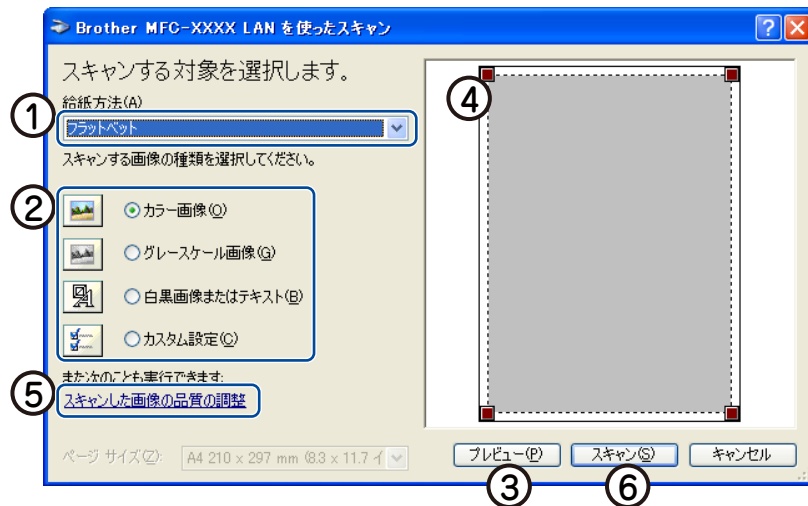 Brother MFC-XXXX LAN を使ったスキャン
スキャンする対象を選択します。
① 給紙方法(A)
フラットベット
スキャンする画像の種類を選択してください。
②
カラー画像(O)
グレースケール画像(G)
白黒画像またはテキスト(B)
カスタム設定(C)
また次のことも実行できます:
⑤ スキャンした画像の品質の調整
ページ サイズ(Z): A4 210 x 297 mm (8.3 x 11.7 イ
④
プレビュー(P) スキャン(S) キャンセル
③ ⑥